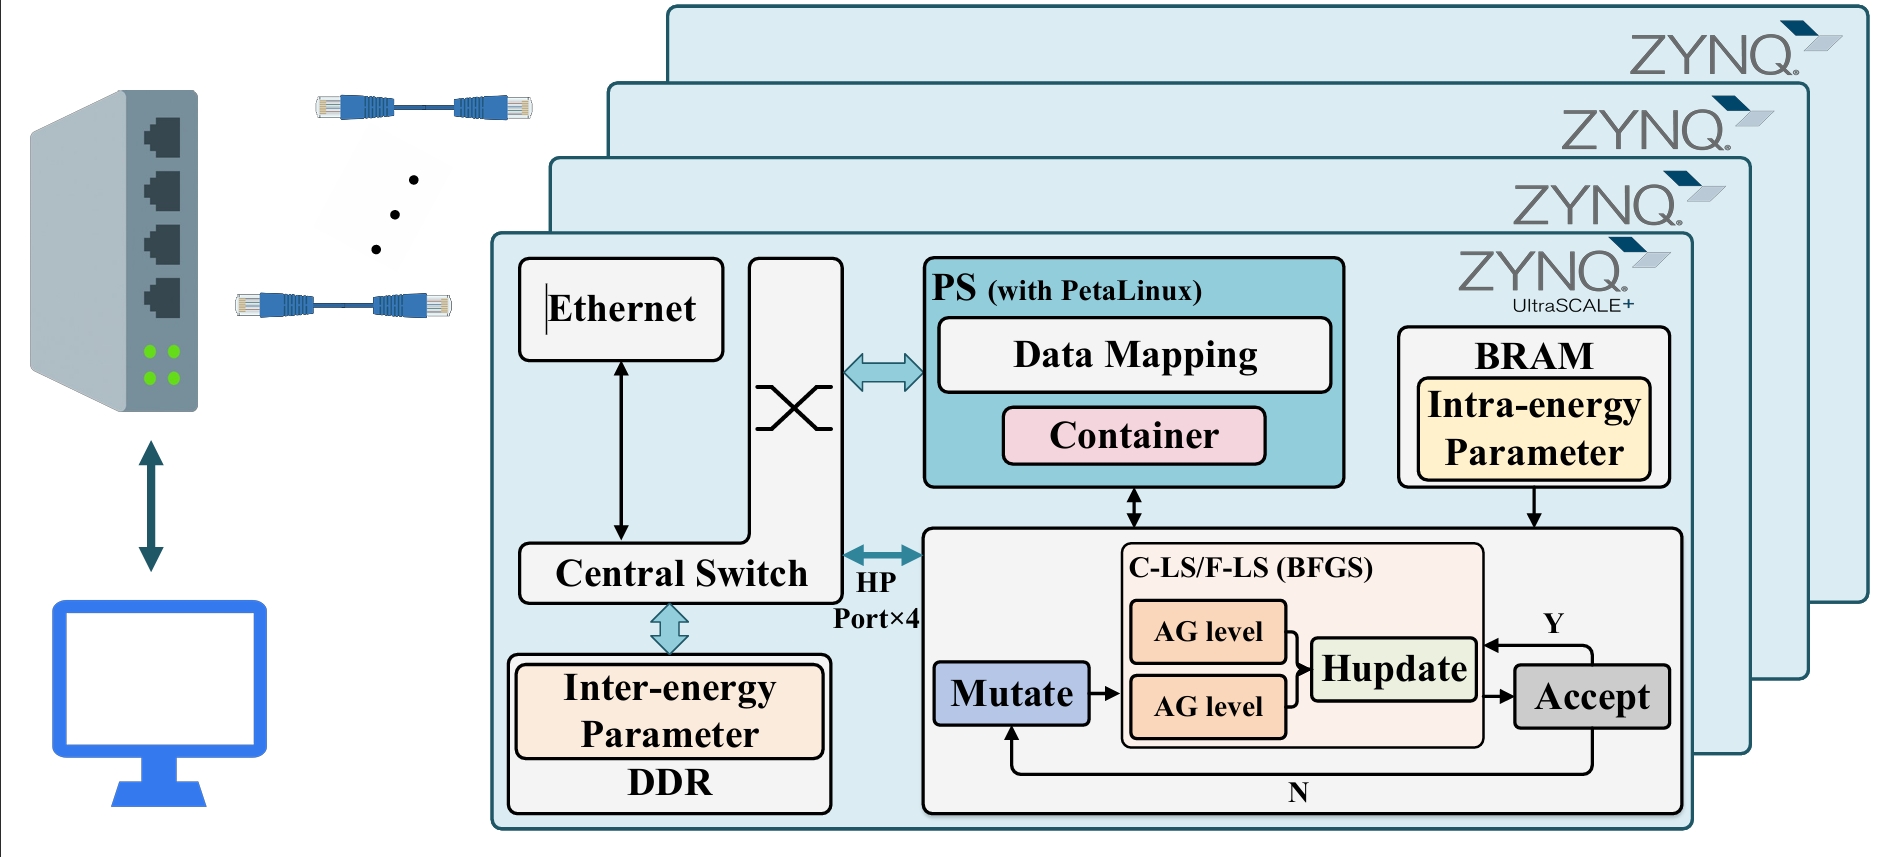 ZYNQ®
ZYNQ®
ZYNQ®
ZYNQ®
UltraSCALE+
Ethernet
Central Switch
PS (with PetaLinux)
Data Mapping
Container
BRAM
Intra-energy
Parameter
HP
Port×4
Inter-energy
Parameter
DDR
C-LS/F-LS (BFGS)
AG level
AG level
Hupdate
Mutate
Accept
Y
N